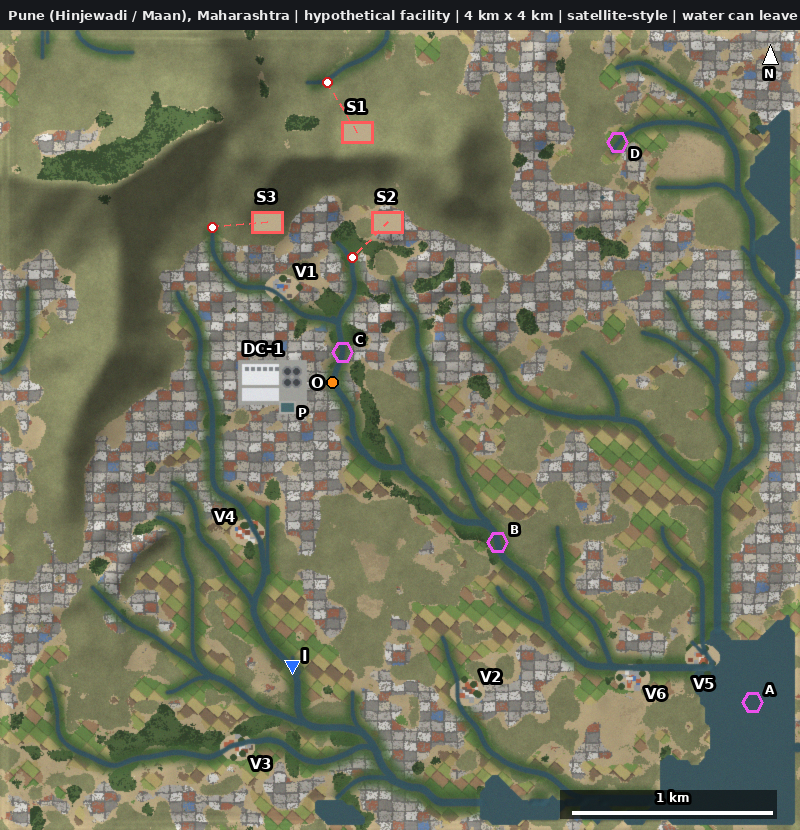 Pune (Hinjewadi / Maan), Maharashtra | hypothetical facility | 4 km x 4 km | satellite-style | water can leave
N
S1
D
S3
S2
V1
C
DC-1
O
P
V4
B
I
V2
V5
A
V6
V3
1 km